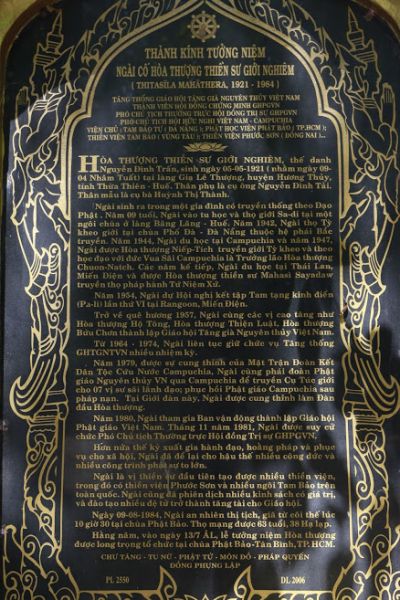 THÀNH KÍNH TƯỞNG NIỆM
NGÀI CỐ HÒA THƯỢNG THIỀN SƯ GIỚI NGHIÊM
( THITASĪLA MAHĀTHERA, 1921 - 1984 )
TĂNG THỐNG GIÁO HỘI TĂNG GIÀ NGUYÊN THỦY VIỆT NAM
THÀNH VIÊN HỘI ĐỒNG CHỨNG MINH GHPGVN
PHÓ CHỦ TỊCH THƯỜNG TRỰC HỘI ĐỒNG TRỊ SỰ GHPGVN
PHÓ CHỦ TỊCH HỘI HỮU NGHỊ VIỆT NAM - CAMPUCHIA
VIỆN CHỦ : TAM BẢO TỰ ( ĐÀ NẴNG ); PHẬT HỌC VIỆN PHẬT BẢO ( TP.HCM );
THIỀN VIỆN TAM BẢO ( VŨNG TÀU ); THIỀN VIỆN PHƯỚC SƠN ( ĐỒNG NAI ).
HÒA THƯỢNG THIỀN SƯ GIỚI NGHIÊM, thế danh
Nguyễn Đình Trấn, sinh ngày 05-05-1921 ( nhằm ngày 09-
04 Nhâm Tuất) tại làng Giạ Lê Thượng, huyện Hương Thủy,
tỉnh Thừa Thiên - Huế. Thân phụ là cụ ông Nguyễn Đình Tải.
Thân mẫu là cụ bà Huỳnh Thị Thành.
Ngài sinh ra trong một gia đình có truyền thống theo Đạo
Phật . Năm 09 tuổi, Ngài vào tu học và thọ giới Sa-di tại một
ngôi chùa ở làng Bằng Lãng - Huế. Năm 1942, Ngài thọ Tỳ
kheo giới tại chùa Phổ Đà - Đà Nẵng thuộc hệ phái Bắc
truyền. Năm 1944, Ngài du học tại Campuchia và năm 1947,
Ngài được Hòa thượng Niếp-Tích truyền giới Tỳ kheo và theo
học đạo với đức Vua Sãi Campuchia là Trưởng lão Hòa thượng
Chuon-Natch. Các năm kế tiếp, Ngài du học tại Thái Lan,
Miến Điện và được thiền sư Hòa thượng Mahasi Sayadaw
truyền thọ pháp hành Tứ Niệm Xứ.
Năm 1954, Ngài dự Hội nghị kết tập Tam tạng kinh điển
(Pa-li) lần thứ VI tại Rangoon, Miến Điện.
Trở về quê hương 1957, Ngài cùng các vị cao tăng như
Hòa thượng Hộ Tông, Hòa thượng Thiện Luật, Hòa thượng
Bửu Chơn thành lập Giáo hội Tăng già Nguyên thủy Việt Nam.
Từ 1964 - 1974, Ngài liên tục giữ chức vụ Tăng thống
GHTGNTVN nhiều nhiệm kỳ.
Năm 1979, được sự cung thỉnh của Mặt Trận Đoàn Kết
Dân Tộc Cứu Nước Campuchia, Ngài cùng phái đoàn Phật
giáo Nguyên thủy VN qua Campuchia để truyền Cụ Túc giới
cho 07 vị sư sãi lãnh đạo; phục hồi Phật giáo Campuchia sau
pháp nạn. Tại Giới đàn này, Ngài được cung thỉnh làm Đàn
đầu Hòa thượng.
Năm 1980, Ngài tham gia Ban vận động thành lập Giáo hội
Phật giáo Việt Nam. Tháng 11 năm 1981, Ngài được suy cử
chức Phó Chủ tịch Thường trực Hội đồng Trị sự GHPGVN.
Hơn nửa thế kỷ xuất gia hành đạo, hoằng pháp và phục
vụ cho xã hội, Ngài đã để lại cho hậu thế nhiều công đức và
nhiều công trình phật sự to lớn.
Ngài là vị thiền sư đầu tiên tạo được nhiều thiền viện,
trong đó có thiền viện Phước Sơn và nhiều ngôi Tam Bảo trên
toàn quốc. Ngài cũng đã phiên dịch nhiều kinh sách có giá trị,
và đào tạo nhiều đệ tử trở thành tăng tài cho Giáo hội.
Ngày 09-08-1984, Ngài an nhiên thị tịch, giã từ cõi thế lúc
10 giờ 30 tại chùa Phật Bảo. Thọ mạng được 63 tuổi, 38 Hạ lạp.
Hằng năm, vào ngày 13/7 ÂL, lễ tưởng niệm Hòa thượng
được long trọng tổ chức tại chùa Phật Bảo-Tân Bình, TP.HCM.
CHƯ TĂNG - TU NỮ - PHẬT TỬ - MÔN ĐỒ - PHÁP QUYẾN
ĐỒNG PHỤNG LẬP
PL 2550 DL 2006